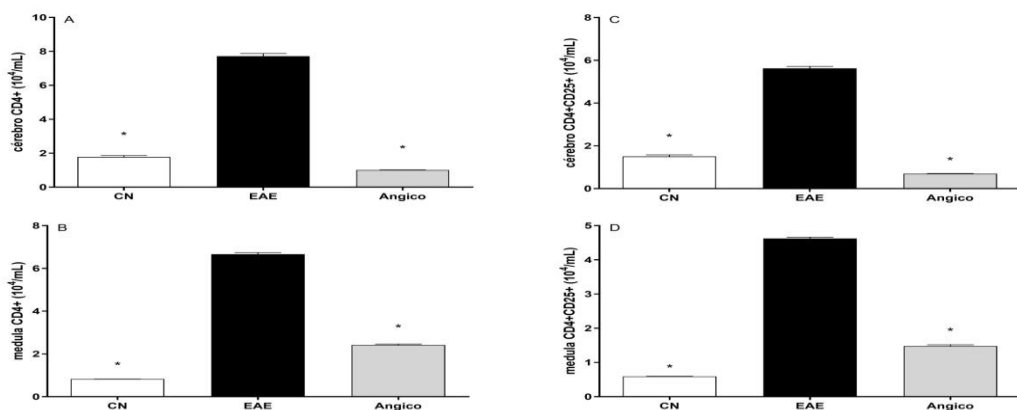 A
cérebro CD4+ (10⁴/mL)
10
8
6
4
2
0
*
*
CN EAE Angico
B
medula CD4+ (10⁴/mL)
8
6
4
2
0
*
*
CN EAE Angico
C
cérebro CD4+CD25+ (10⁴/mL)
8
6
4
2
0
*
*
CN EAE Angico
D
medula CD4+CD25+ (10⁴/mL)
5
4
3
2
1
0
*
*
CN EAE Angico